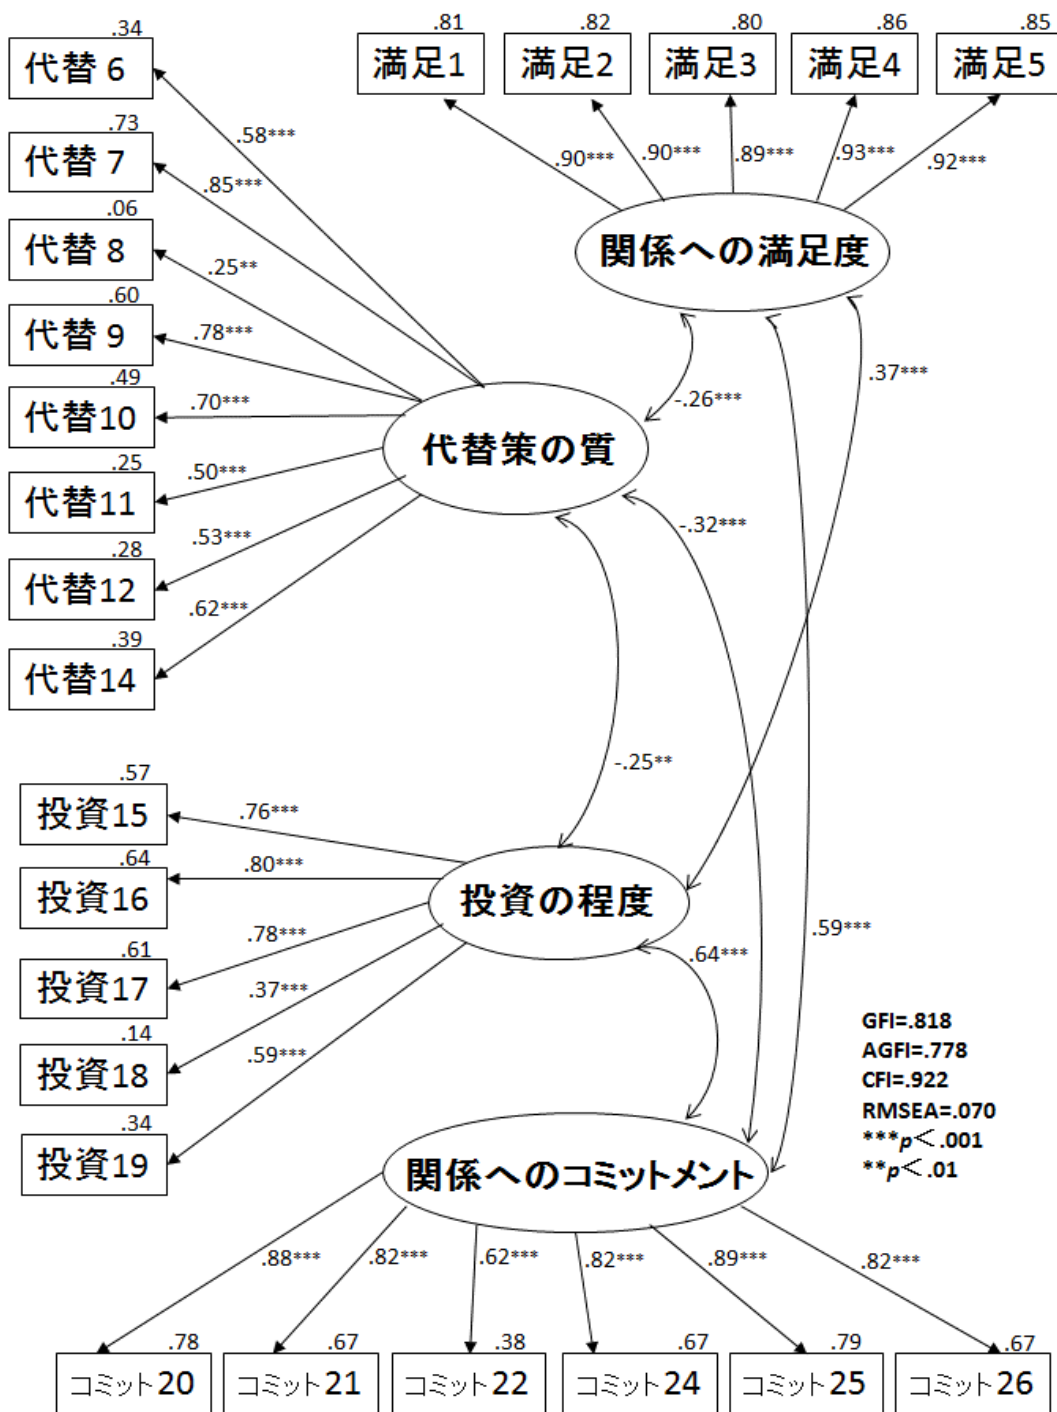 .34
代替 6
.73
代替 7
.06
代替 8
.60
代替 9
.49
代替10
.25
代替11
.28
代替12
.39
代替14
.58***
.85***
.25**
.78***
.70***
.50***
.53***
.62***
代替策の質
.81
満足1
.82
満足2
.80
満足3
.86
満足4
.85
満足5
.90***
.90***
.89***
.93***
.92***
関係への満足度
-.26***
.37***
-.32***
-.25**
.59***
.64***
.57
投資15
.64
投資16
.61
投資17
.14
投資18
.34
投資19
.76***
.80***
.78***
.37***
.59***
投資の程度
GFI=.818
AGFI=.778
CFI=.922
RMSEA=.070
***p＜.001
**p＜.01
関係へのコミットメント
.88***
.82***
.62***
.82***
.89***
.82***
.78
コミット20
.67
コミット21
.38
コミット22
.67
コミット24
.79
コミット25
.67
コミット26